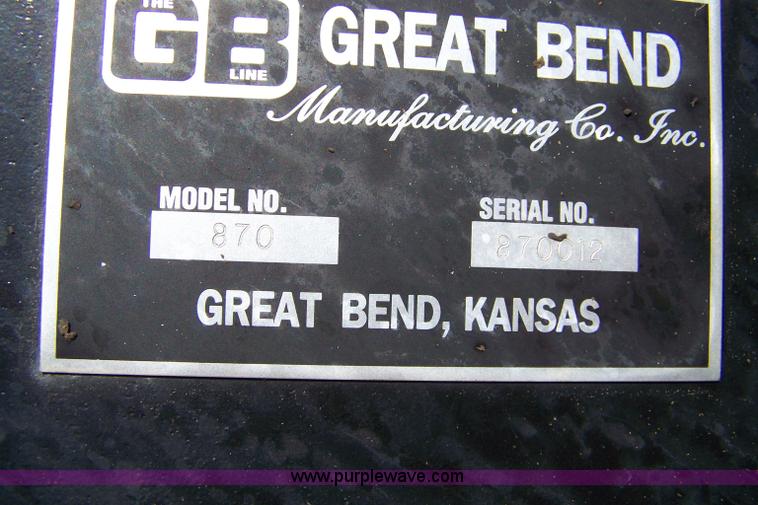 THE
GB
LINE
GREAT BEND
Manufacturing Co. Inc.
MODEL NO.
870
SERIAL NO.
870012
GREAT BEND, KANSAS
www.purplewave.com